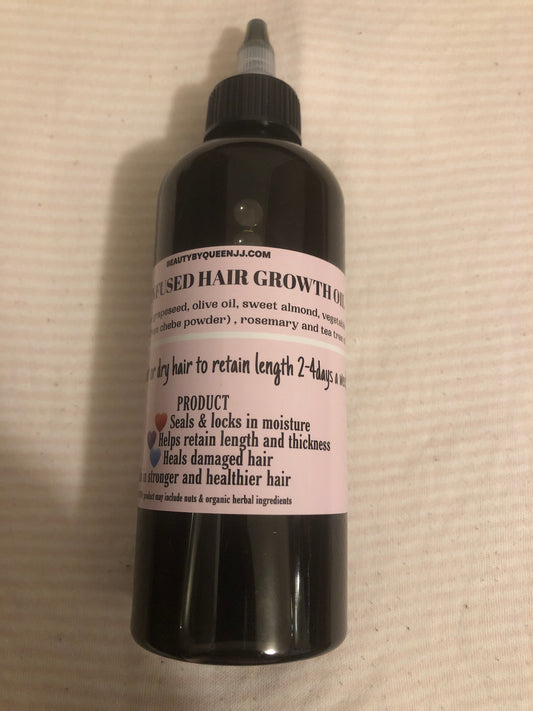 BEAUTYBYQUEENJJ.COM
FUSED HAIR GROWTH OIL
grapeseed, olive oil, sweet almond, vegetable
chebe powder) , rosemary and tea tree
or dry hair to retain length 2-4days a
PRODUCT
Seals & locks in moisture
Helps retain length and thickness
Heals damaged hair
stronger and healthier hair
product may include nuts & organic herbal ingredients